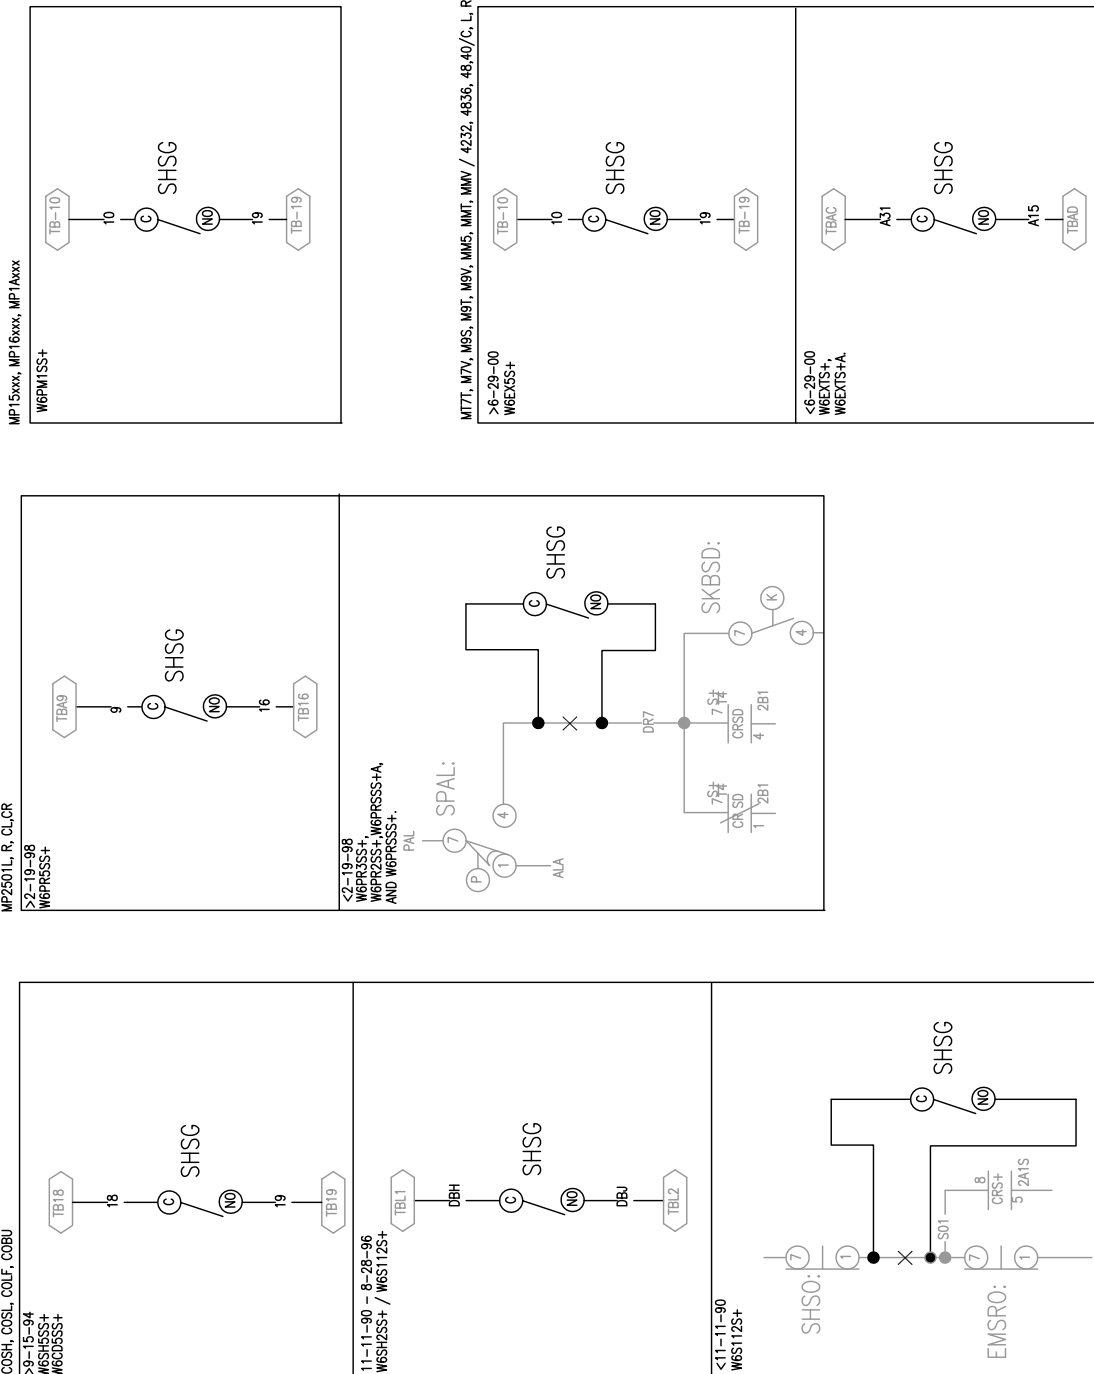 MP15xxx, MP16xxx, MP1Axxx
W6PM1SS+
TB-10
10
C
SHSG
NO
19
TB-19
MT7T, M7V, M9S, M9T, M9V, MM5, MMT, MMV / 4232, 4836, 48,40/C, L, R
>6-29-00
W6EX5S+
TB-10
10
C
SHSG
NO
19
TB-19
<6-29-00
W6EXTS+,
W6EXTS+A.
TBAC
A31
C
SHSG
NO
A15
TBAD
MP2501L, R, CL,CR
>2-19-98
W6PR5SS+
TBA9
9
C
SHSG
NO
16
TB16
<2-19-98
W6PR3SS+,
W6PR2SS+,W6PRSSS+A,
AND W6PRSSS+.
PAL
SPAL:
7
P
1
4
ALA
C
SHSG
NO
DR7
SKBSD:
7
K
4
7 S+
14
CRSD
4
2B1
7S+
14
CR SD
1
2B1
COSH, COSL, COLF, COBU
>9-15-94
W6SH5SS+
W6CD5SS+
TB18
18
C
SHSG
NO
19
TB19
11-11-90 - 8-28-96
W6SH2SS+ / W6S112S+
TBL1
DBH
C
SHSG
NO
DBJ
TBL2
<11-11-90
W6S112S+
SHSO:
7
1
C
SHSG
NO
S01
8
CRS+
5
2A1S
EMSRO:
7
1